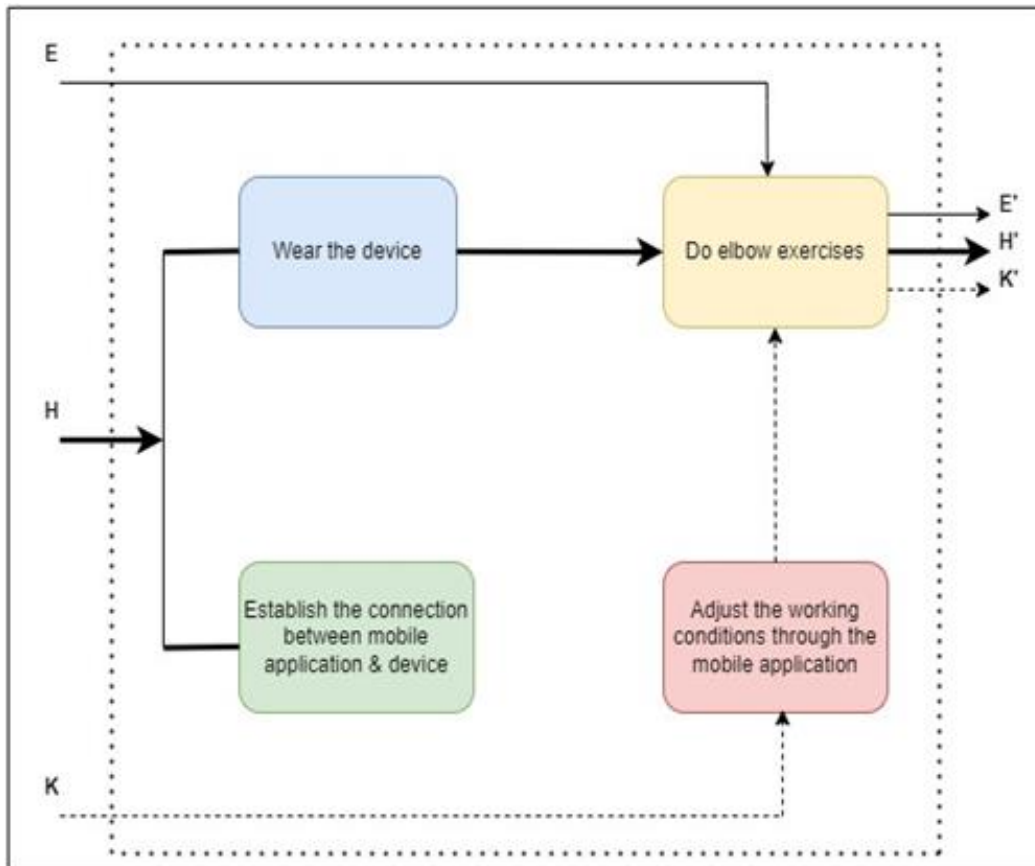 E
Wear the device
Do elbow exercises
E'
H'
K'
H
Establish the connection
between mobile
application & device
Adjust the working
conditions through the
mobile application
K